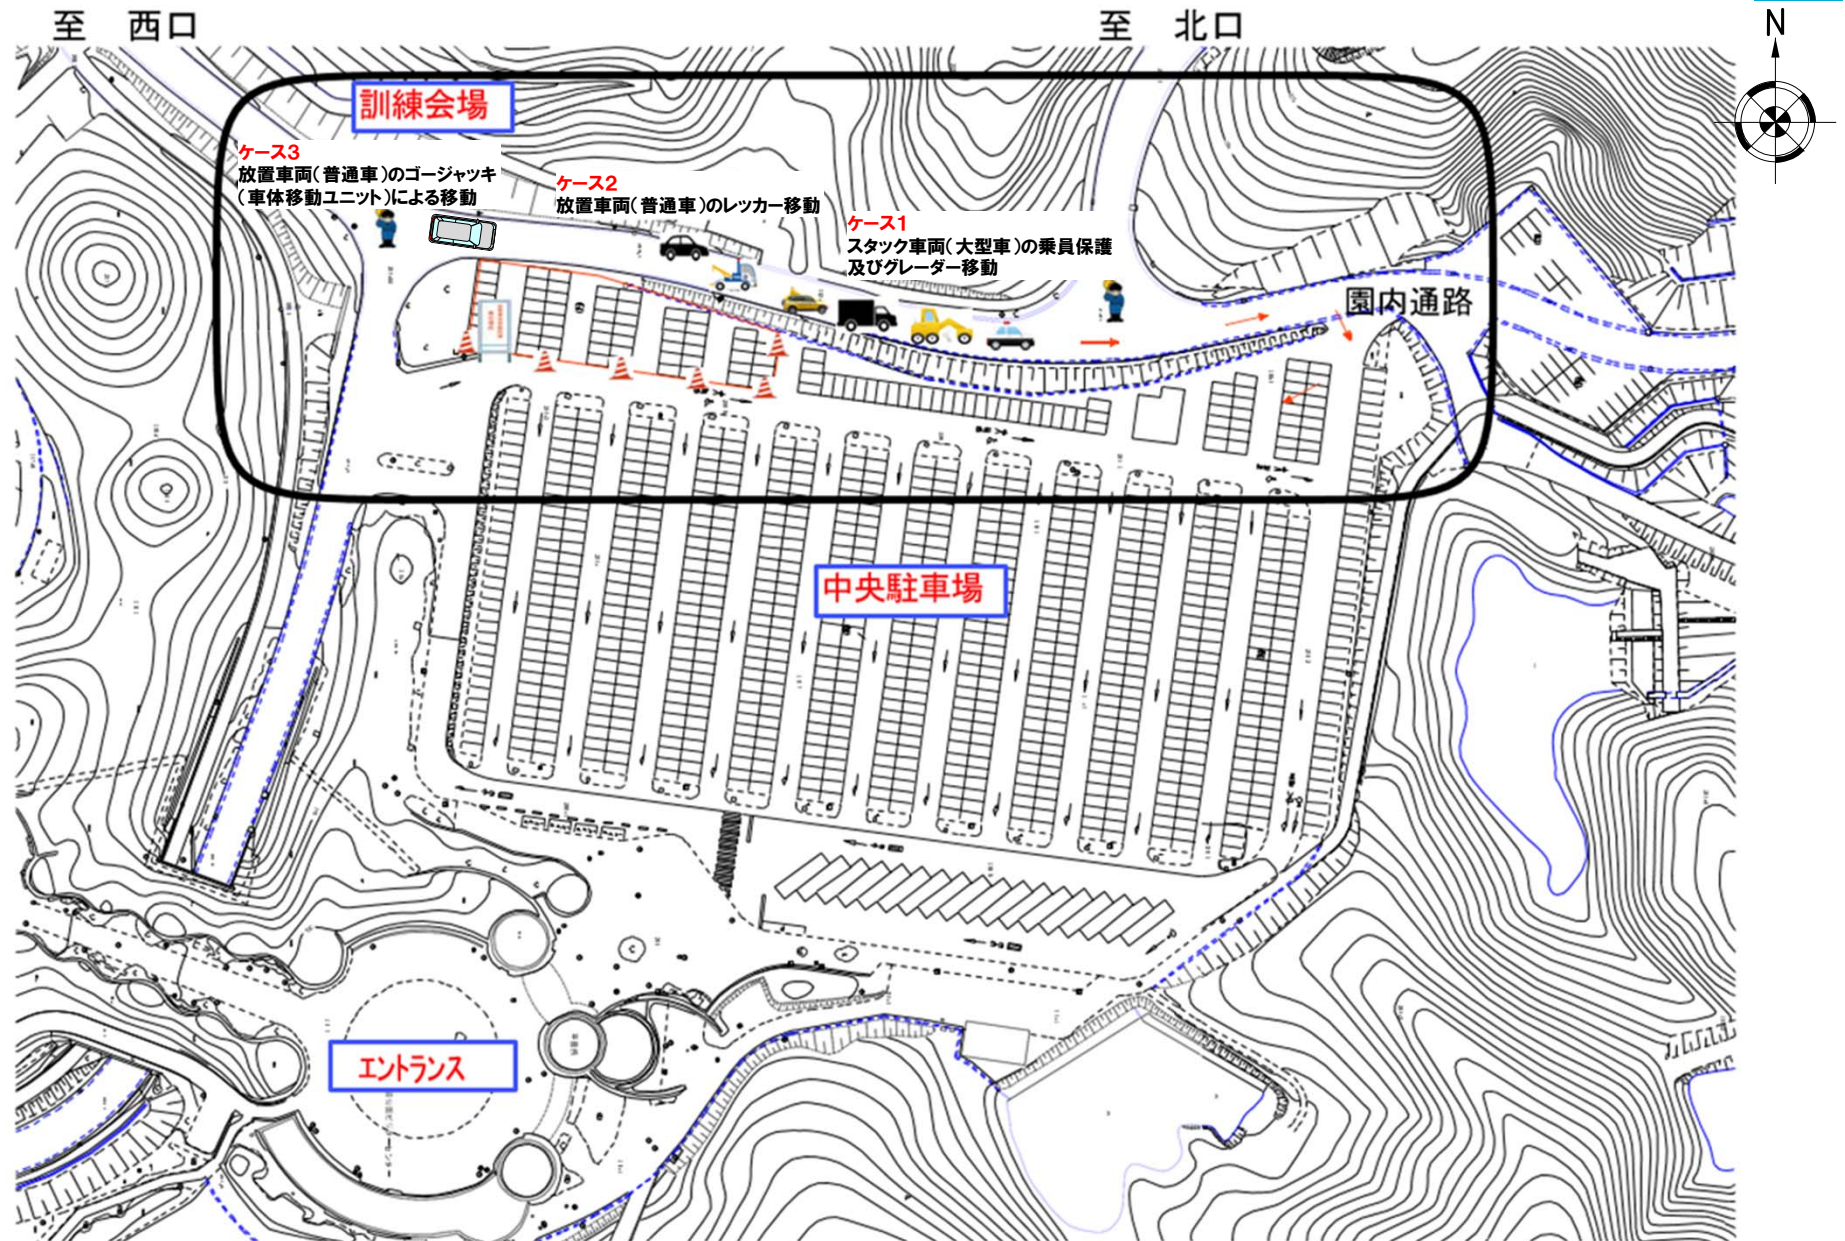 至　西口
至　北口
N
訓練会場
ケース3
放置車両(普通車)のゴージャッキ
(車体移動ユニット)による移動
ケース2
放置車両(普通車)のレッカー移動
ケース1
スタック車両(大型車)の乗員保護
及びグレーダー移動
園内通路
中央駐車場
エントランス